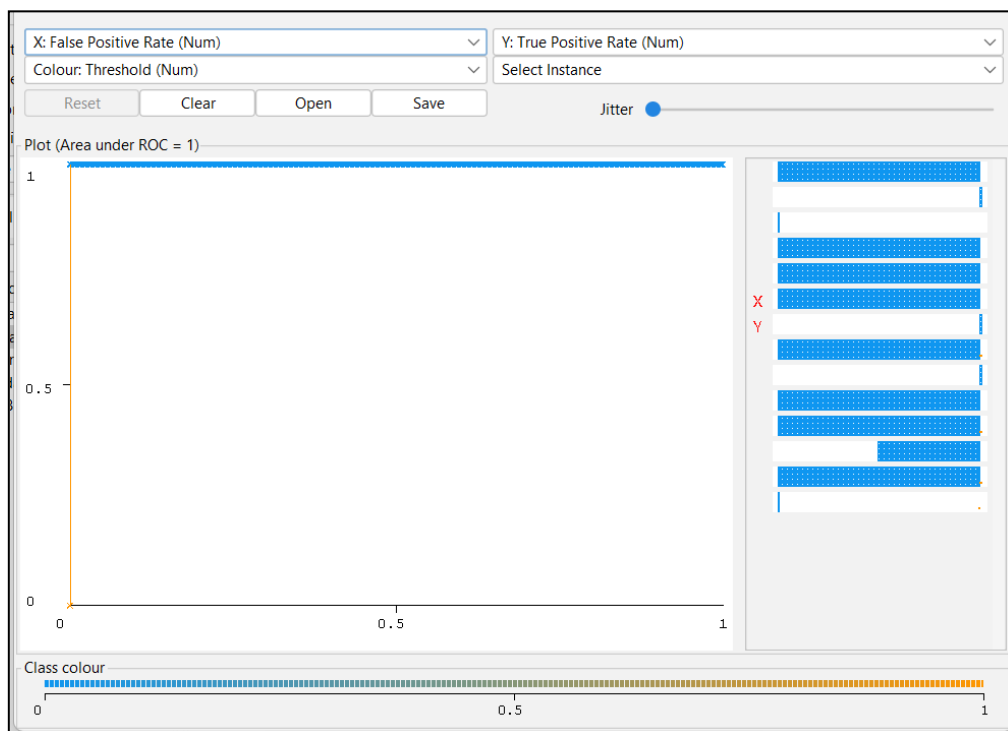 X: False Positive Rate (Num)
Y: True Positive Rate (Num)
Colour: Threshold (Num)
Select Instance
Reset
Clear
Open
Save
Jitter
Plot (Area under ROC = 1)
1
0.5
0
0
0.5
1
X
Y
Class colour
0
0.5
1